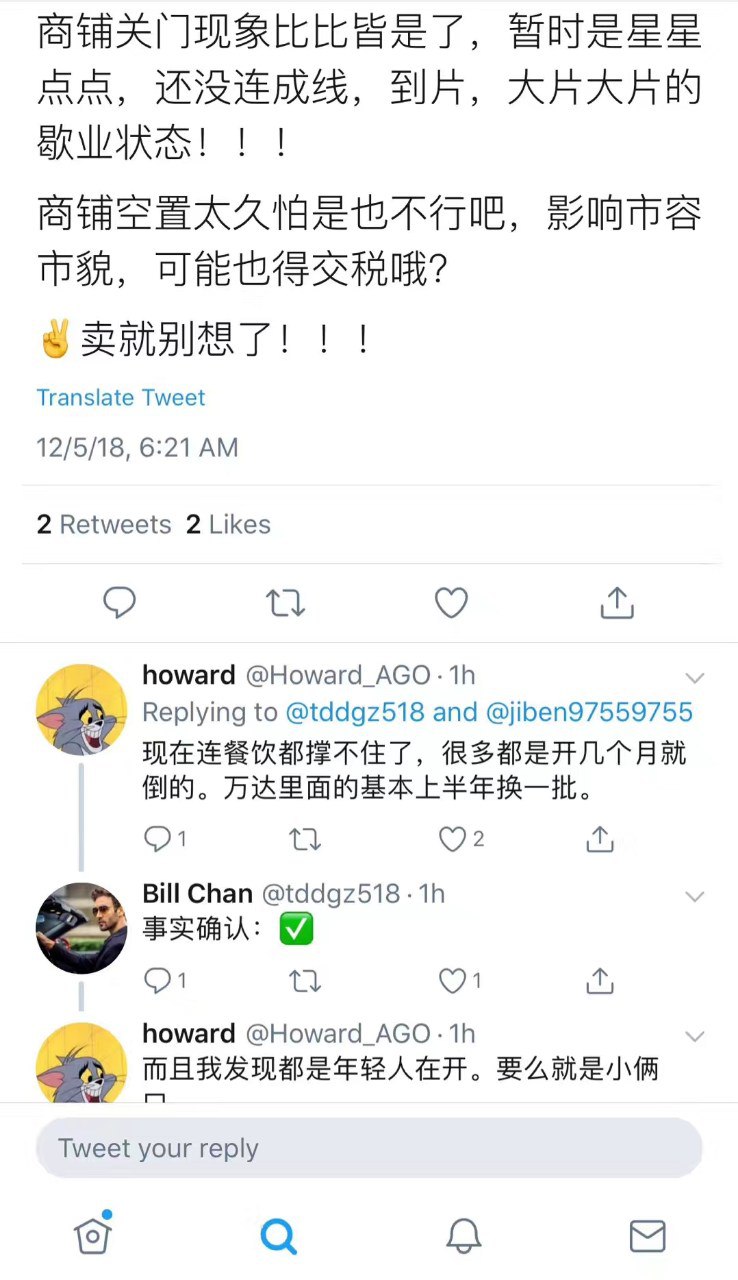 商铺关门现象比比皆是了，暂时是星星
点点，还没连成线，到片，大片大片的
歇业状态！！！
商铺空置太久怕是也不行吧，影响市容
市貌，可能也得交税哦？
✌️卖就别想了！！！
Translate Tweet
12/5/18, 6:21 AM
2 Retweets 2 Likes
howard @Howard_AGO · 1h
Replying to @tddgz518 and @jiben97559755
现在连餐饮都撑不住了，很多都是开几个月就
倒的。万达里面的基本上半年换一批。
1 2
Bill Chan @tddgz518 · 1h
事实确认：✅
1 1
howard @Howard_AGO · 1h
而且我发现都是年轻人在开。要么就是小俩
Tweet your reply